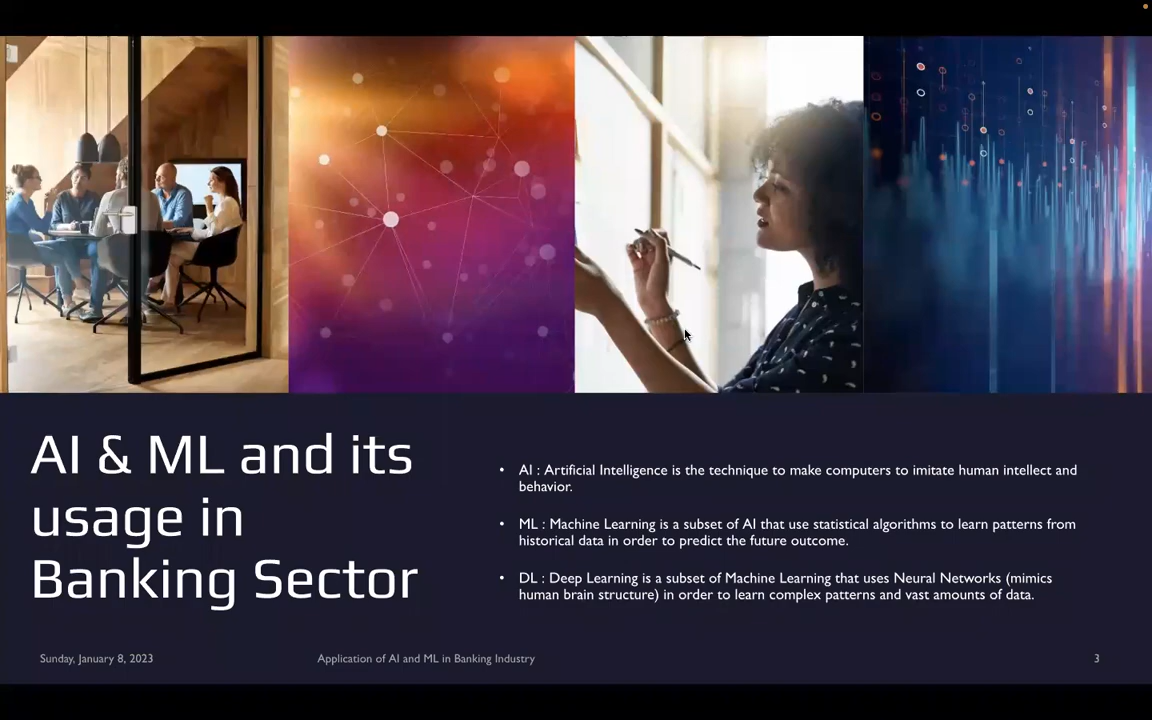 AI & ML and its
usage in
Banking Sector
• AI : Artificial Intelligence is the technique to make computers to imitate human intellect and
behavior.
• ML : Machine Learning is a subset of AI that use statistical algorithms to learn patterns from
historical data in order to predict the future outcome.
• DL : Deep Learning is a subset of Machine Learning that uses Neural Networks (mimics
human brain structure) in order to learn complex patterns and vast amounts of data.
Sunday, January 8, 2023
Application of AI and ML in Banking Industry
3